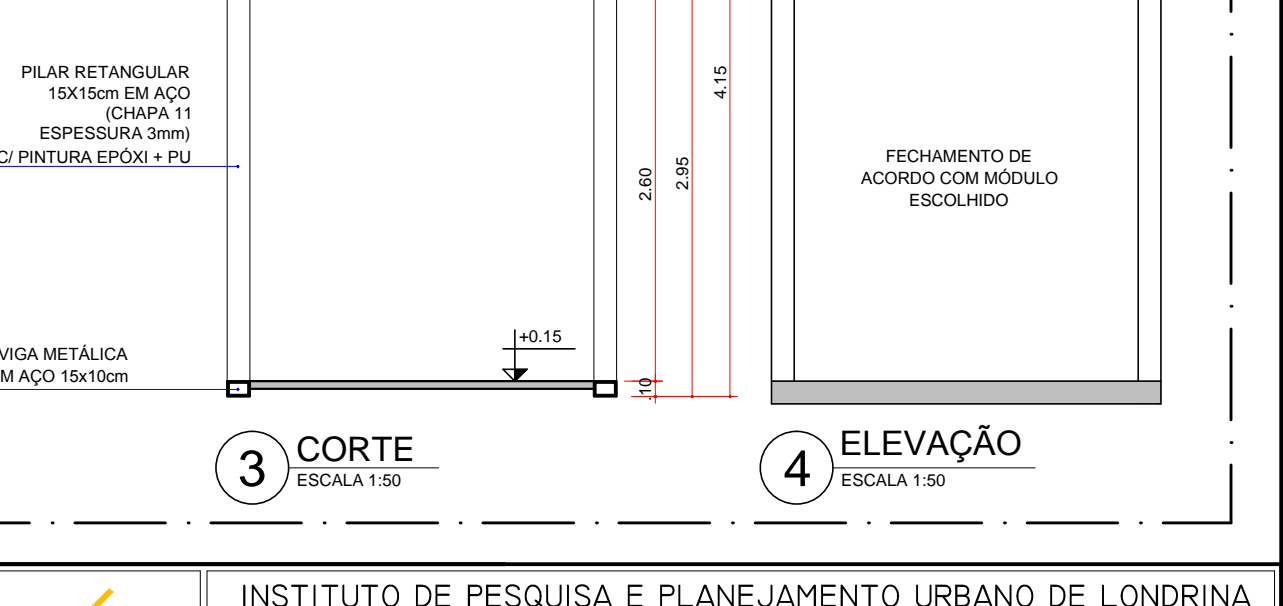 PILAR RETANGULAR
15X15cm EM AÇO
(CHAPA 11
ESPESSURA 3mm)
C/ PINTURA EPÓXI + PU
4.15
2.95
2.60
FECHAMENTO DE
ACORDO COM MÓDULO
ESCOLHIDO
+0.15
VIGA METÁLICA
AÇO 15x10cm
.10
3 CORTE
ESCALA 1:50
4 ELEVAÇÃO
ESCALA 1:50
INSTITUTO DE PESQUISA E PLANEJAMENTO URBANO DE LONDRINA